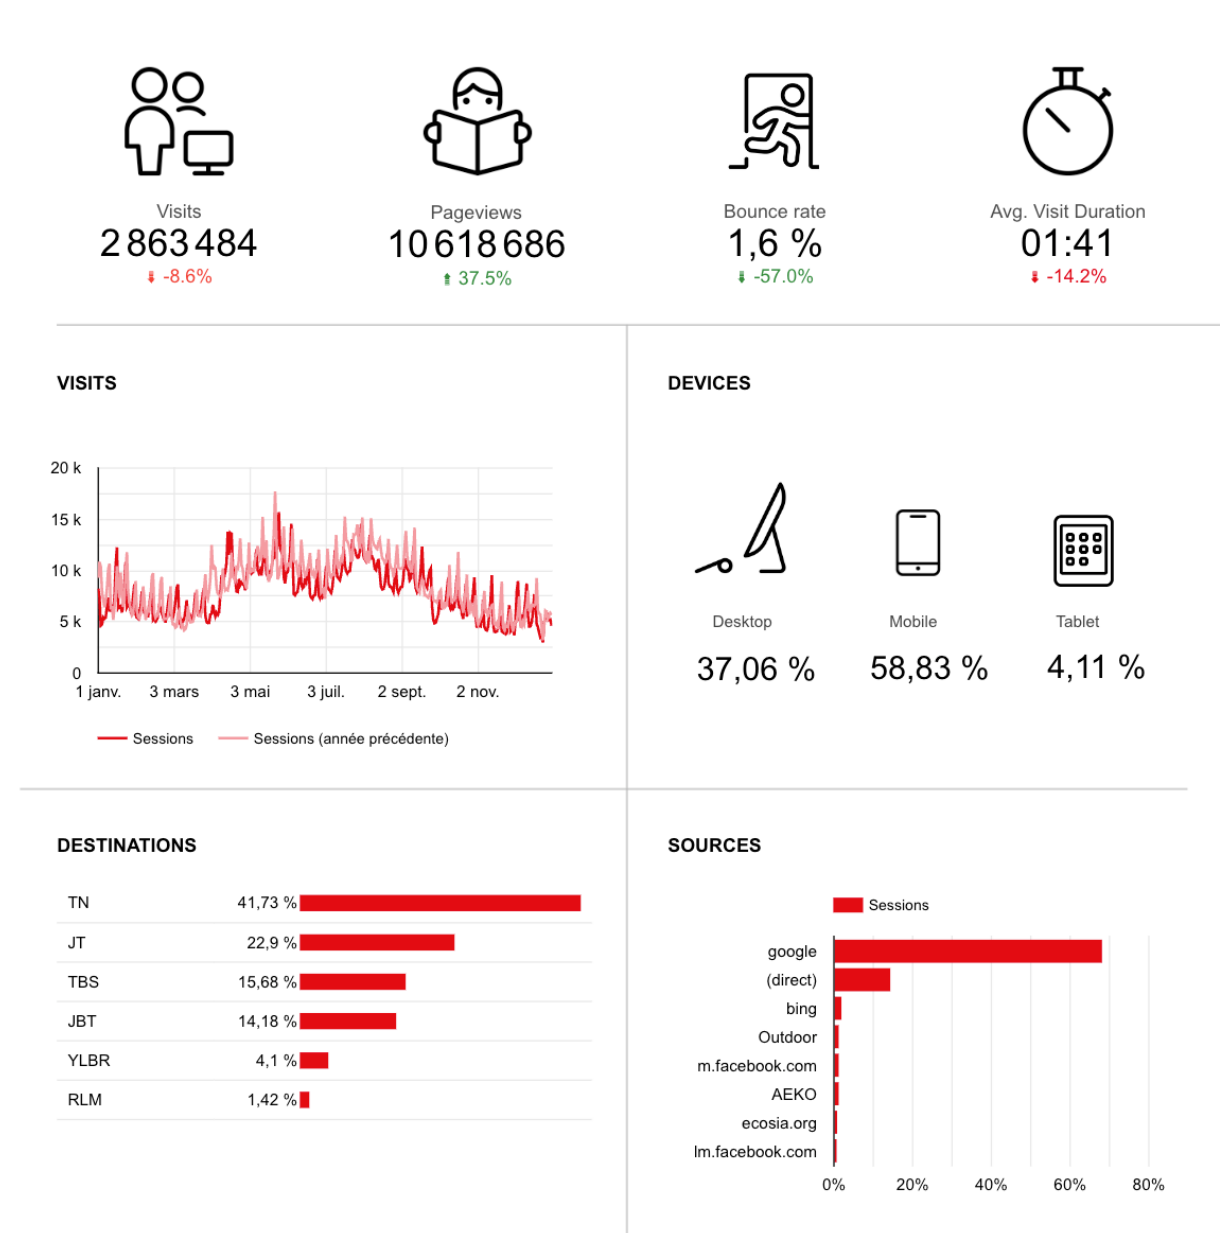 Visits
2 863 484
-8.6%
Pageviews
10 618 686
37.5%
Bounce rate
1,6 %
-57.0%
Avg. Visit Duration
01:41
-14.2%
VISITS
20 k
15 k
10 k
5 k
0
1 janv.
3 mars
3 mai
3 juil.
2 sept.
2 nov.
Sessions
Sessions (année précédente)
DEVICES
Desktop
37,06 %
Mobile
58,83 %
Tablet
4,11 %
DESTINATIONS
TN 41,73 %
JT 22,9 %
TBS 15,68 %
JBT 14,18 %
YLBR 4,1 %
RLM 1,42 %
SOURCES
Sessions
google
(direct)
bing
Outdoor
m.facebook.com
AEKO
ecosia.org
lm.facebook.com
0% 20% 40% 60% 80%